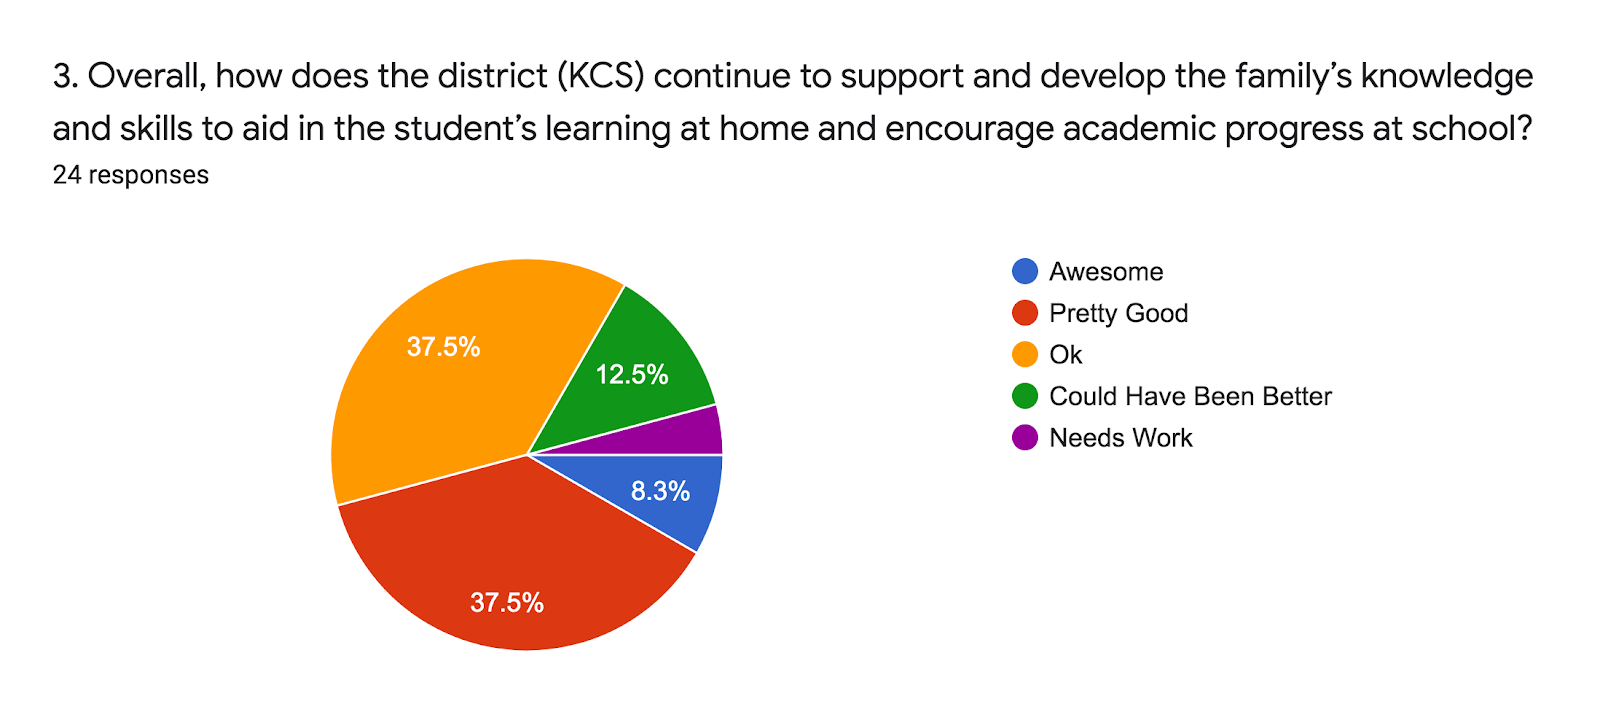 3. Overall, how does the district (KCS) continue to support and develop the family’s knowledge
and skills to aid in the student’s learning at home and encourage academic progress at school?
24 responses
37.5%
12.5%
8.3%
37.5%
Awesome
Pretty Good
Ok
Could Have Been Better
Needs Work